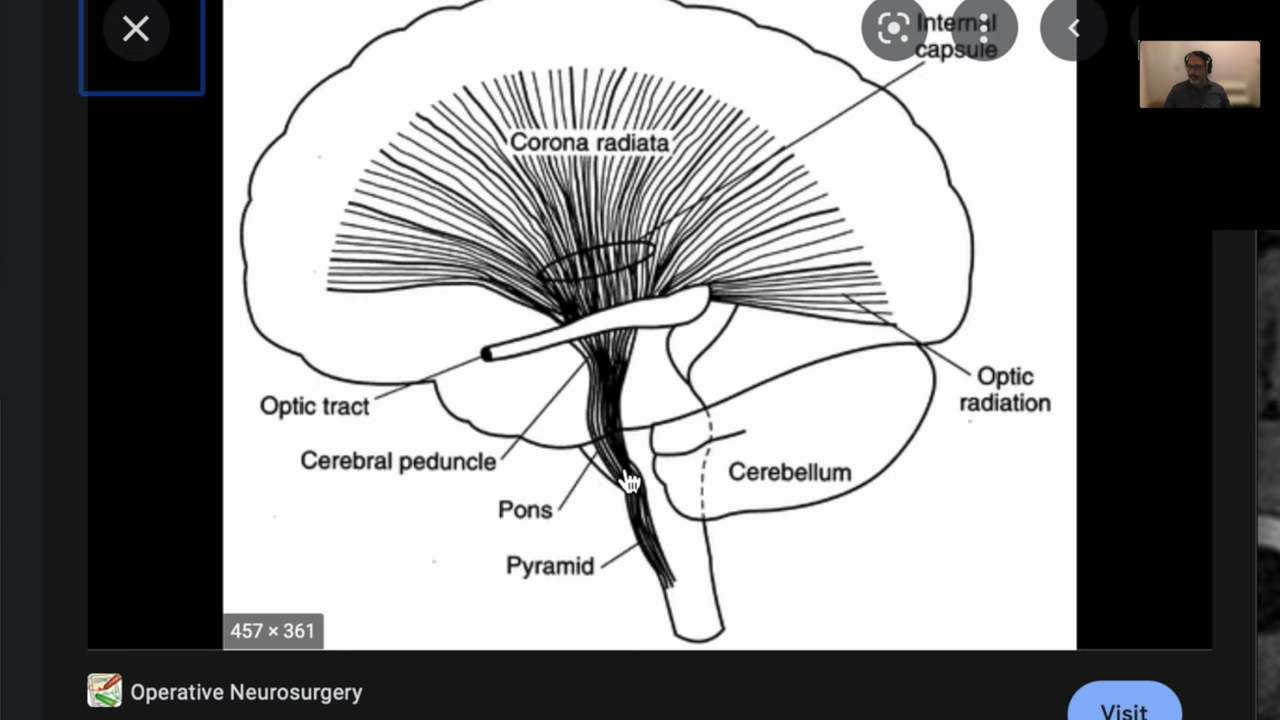 Internal
capsule
Corona radiata
Optic tract
Optic
radiation
Cerebral peduncle
Cerebellum
Pons
Pyramid
457 × 361
Operative Neurosurgery
Visit